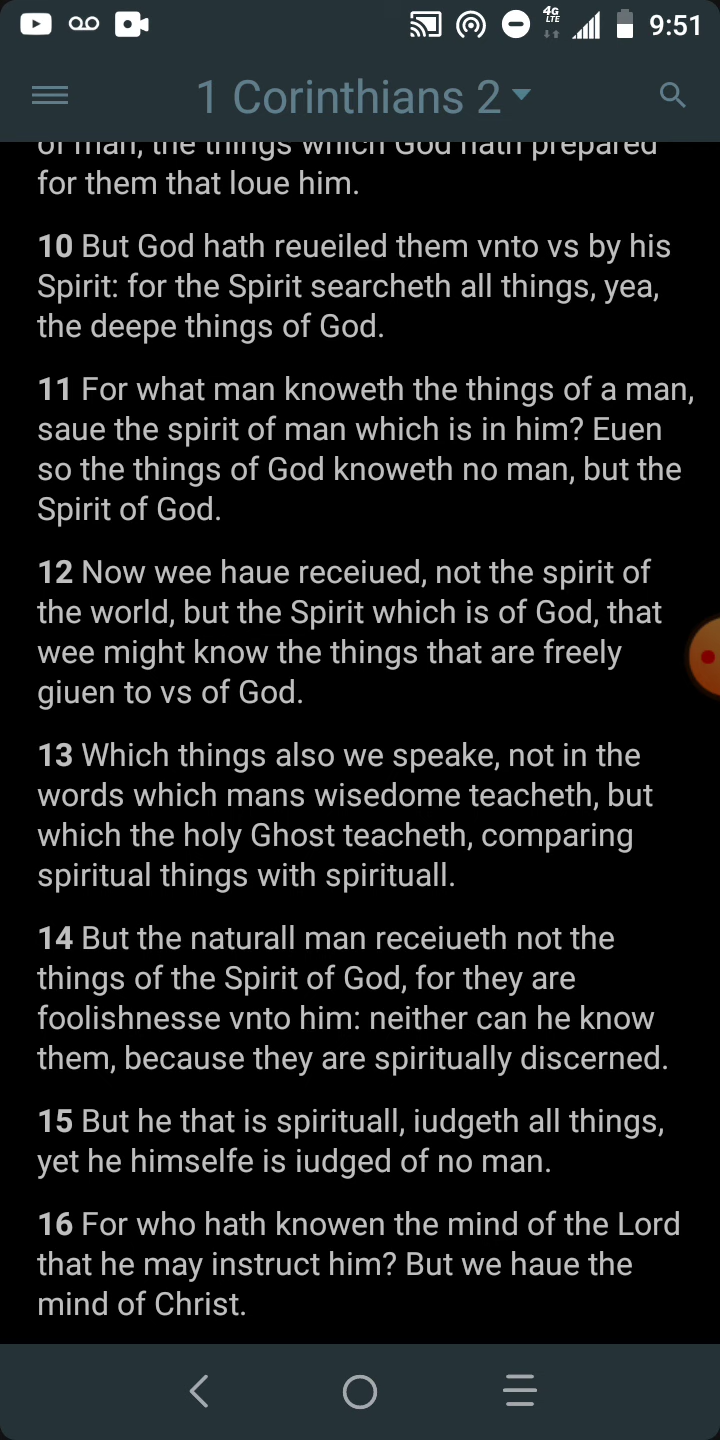 4G
LTE
9:51
1 Corinthians 2
of man, the things which God hath prepared
for them that loue him.
10 But God hath reueiled them vnto vs by his
Spirit: for the Spirit searcheth all things, yea,
the deepe things of God.
11 For what man knoweth the things of a man,
saue the spirit of man which is in him? Euen
so the things of God knoweth no man, but the
Spirit of God.
12 Now wee haue receiued, not the spirit of
the world, but the Spirit which is of God, that
wee might know the things that are freely
giuen to vs of God.
13 Which things also we speake, not in the
words which mans wisedome teacheth, but
which the holy Ghost teacheth, comparing
spiritual things with spirituall.
14 But the naturall man receiueth not the
things of the Spirit of God, for they are
foolishnesse vnto him: neither can he know
them, because they are spiritually discerned.
15 But he that is spirituall, iudgeth all things,
yet he himselfe is iudged of no man.
16 For who hath knowen the mind of the Lord
that he may instruct him? But we haue the
mind of Christ.